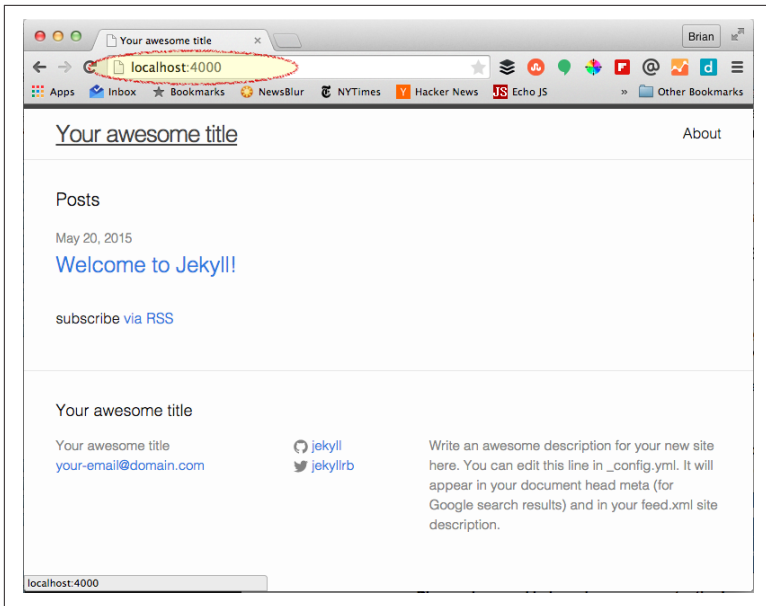 Your awesome title
Brian
localhost:4000
Apps Inbox Bookmarks NewsBlur NYTimes Hacker News JS Echo JS » Other Bookmarks
Your awesome title
About
Posts
May 20, 2015
Welcome to Jekyll!
subscribe via RSS
Your awesome title
Your awesome title
your-email@domain.com
jekyll
jekyllrb
Write an awesome description for your new site
here. You can edit this line in _config.yml. It will
appear in your document head meta (for
Google search results) and in your feed.xml site
description.
localhost:4000